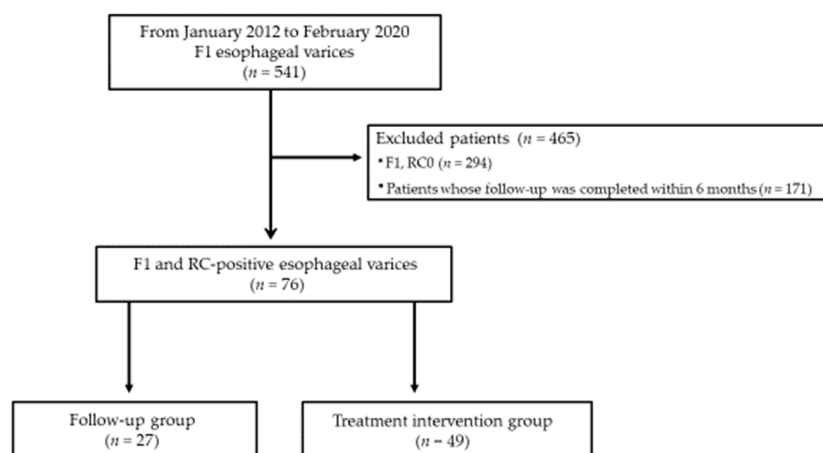 From January 2012 to February 2020
F1 esophageal varices
(n = 541)
Excluded patients (n = 465)
▪F1, RC0 (n = 294)
▪Patients whose follow-up was completed within 6 months (n = 171)
F1 and RC-positive esophageal varices
(n = 76)
Follow-up group
(n = 27)
Treatment intervention group
(n = 49)